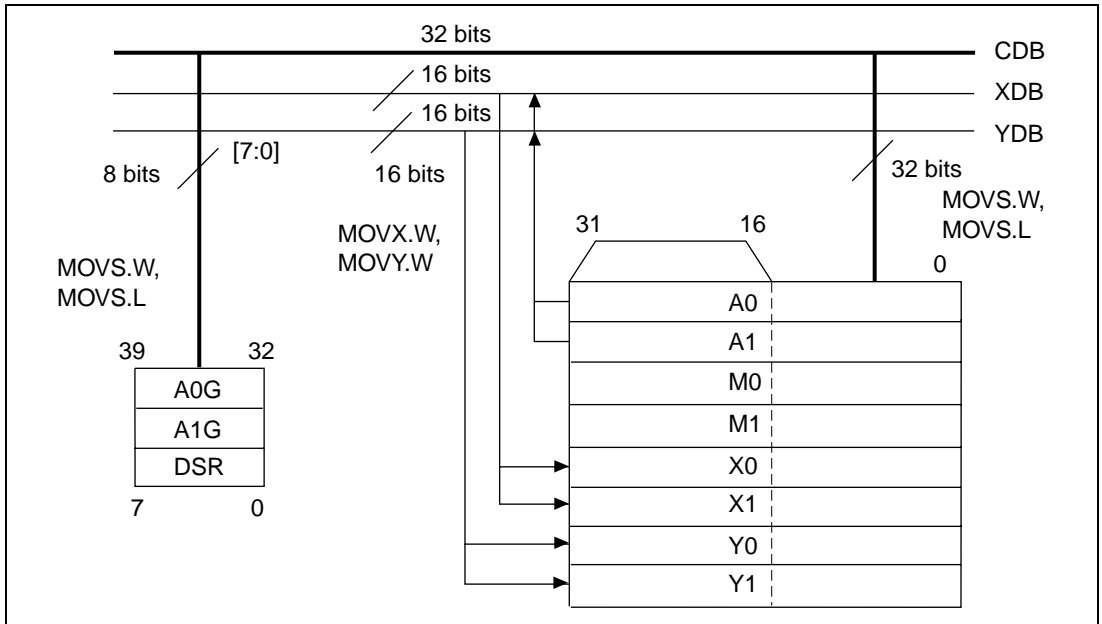 32 bits
CDB
16 bits
XDB
16 bits
YDB
[7:0]
8 bits
16 bits
32 bits
MOVS.W,
MOVS.L
MOVX.W,
MOVY.W
31
16
0
MOVS.W,
MOVS.L
39
32
A0G
A1G
DSR
7
0
A0
A1
M0
M1
X0
X1
Y0
Y1